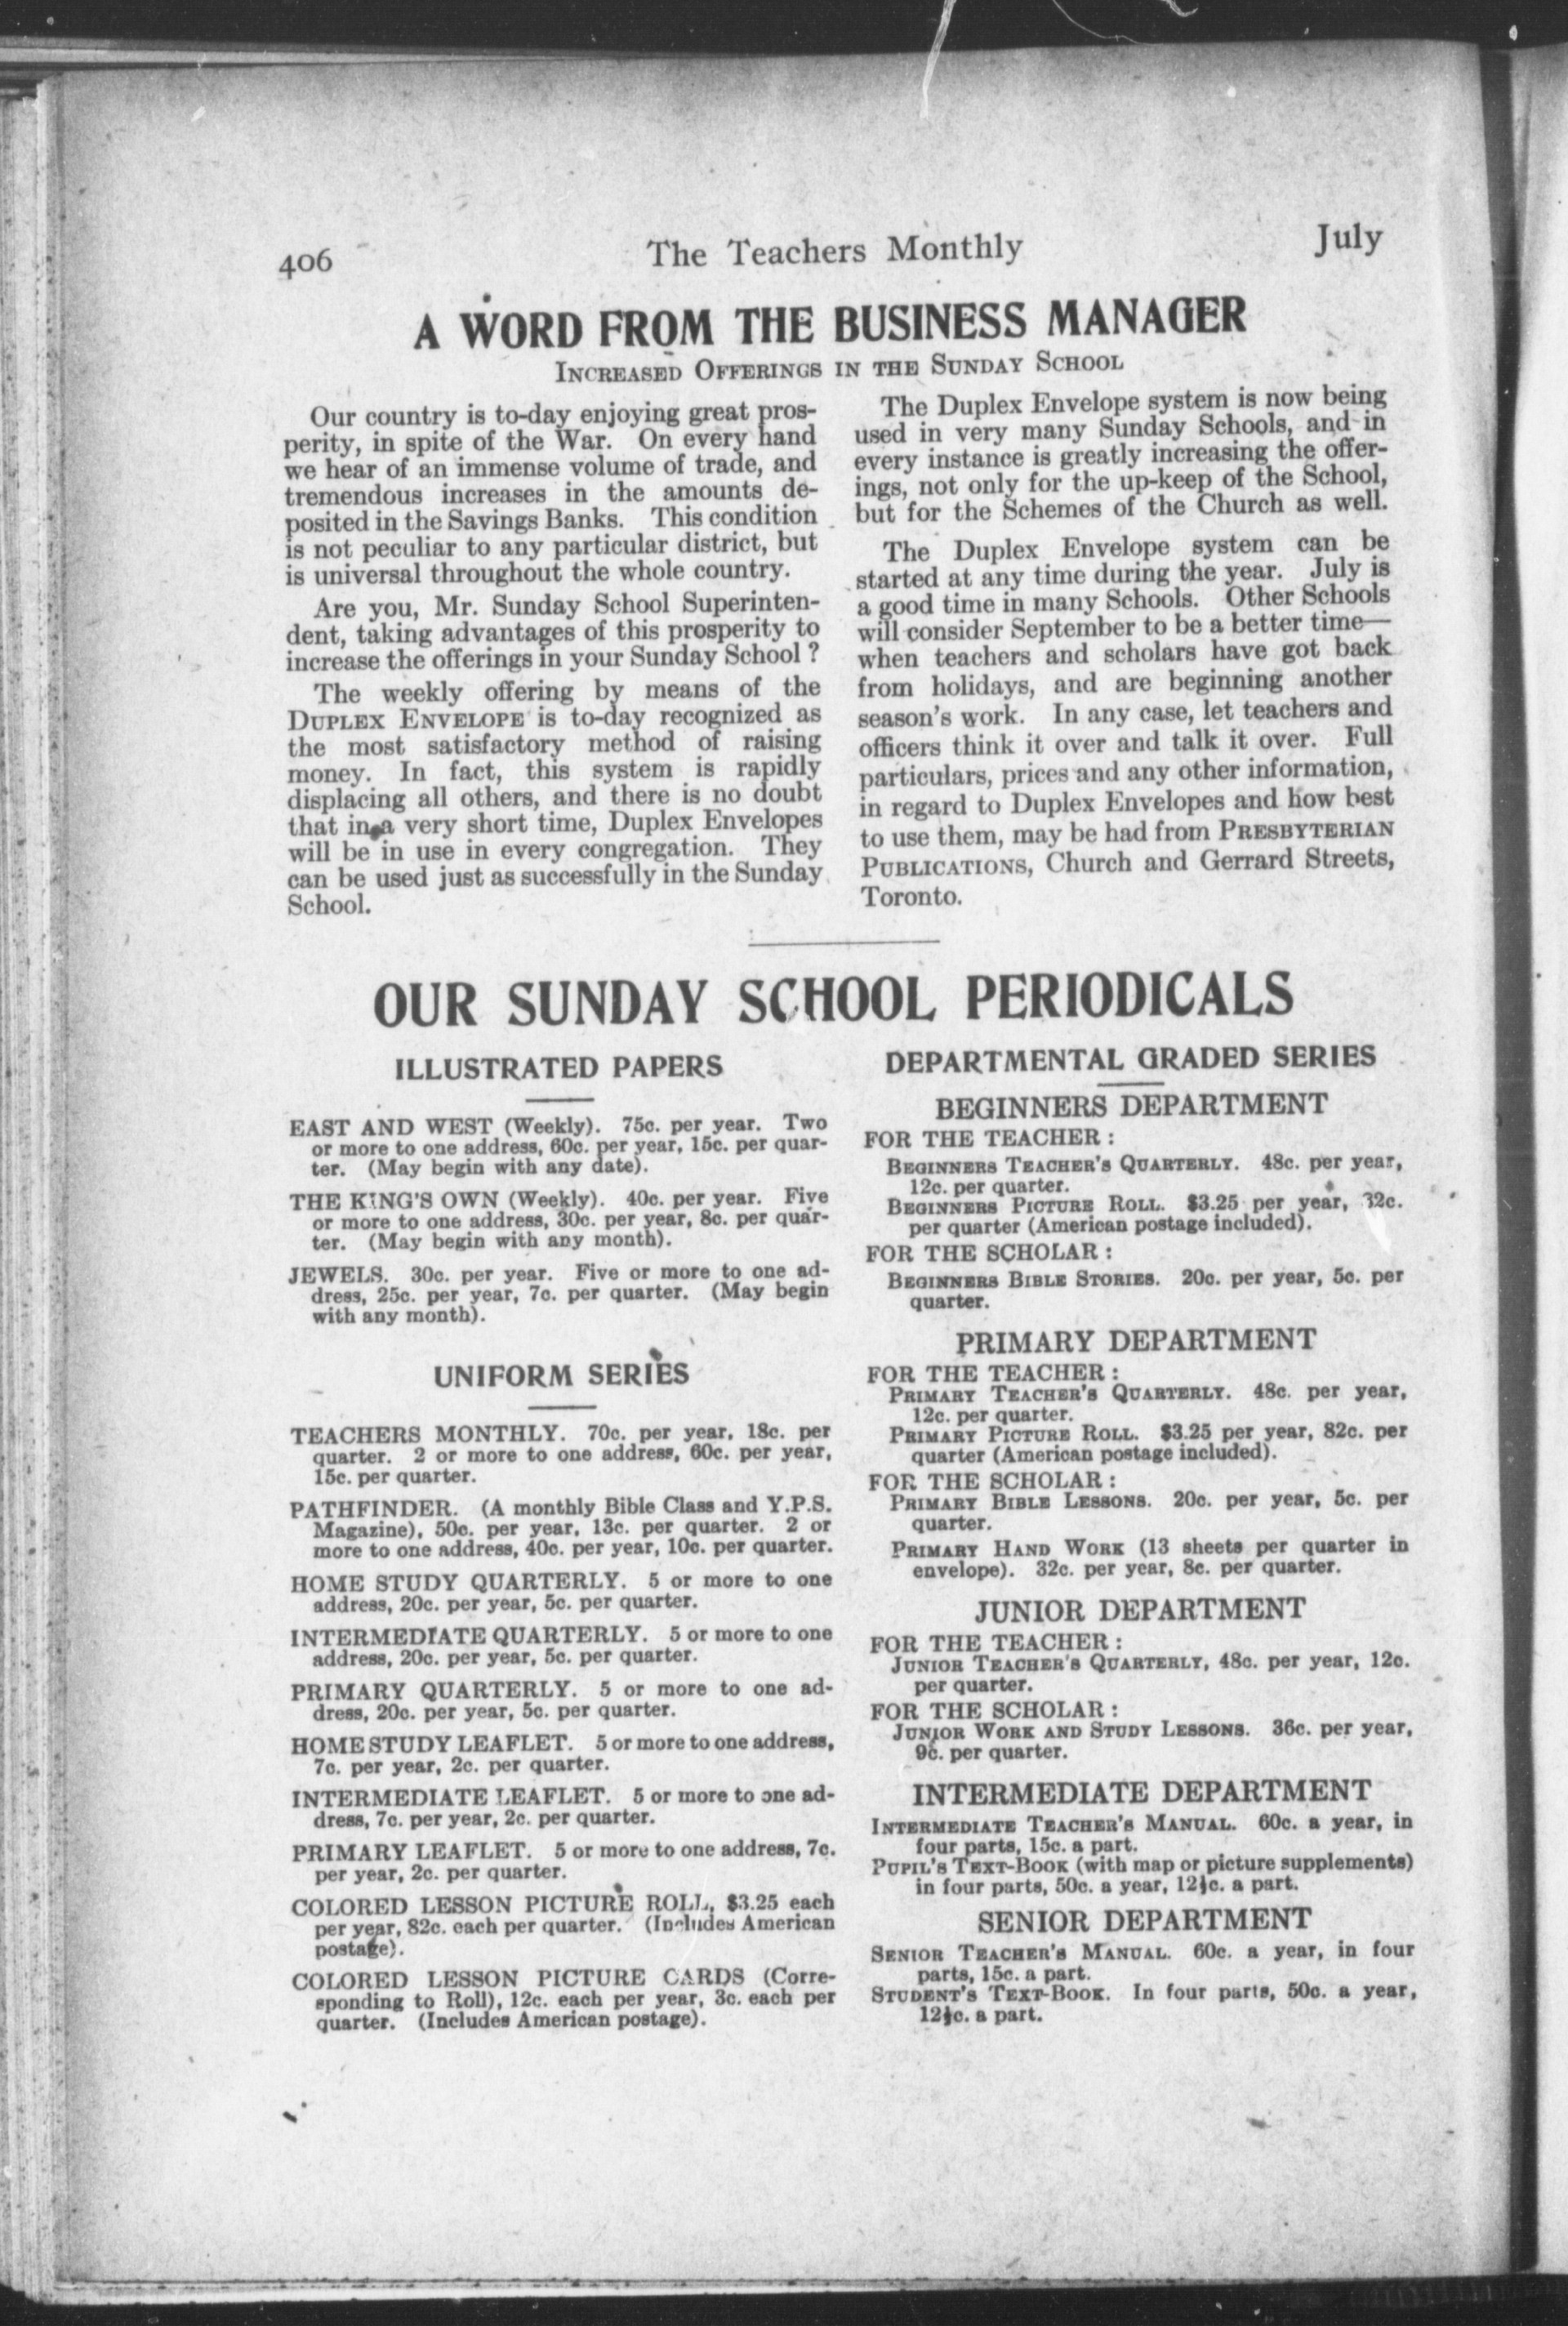 406
The Teachers Monthly
July
A WORD FROM THE BUSINESS MANAGER
INCREASED OFFERINGS IN THE SUNDAY SCHOOL
Our country is to-day enjoying great pros-
perity, in spite of the War. On every hand
we hear of an immense volume of trade, and
tremendous increases in the amounts de-
posited in the Savings Banks. This condition
is not peculiar to any particular district, but
is universal throughout the whole country.
Are you, Mr. Sunday School Superinten-
dent, taking advantages of this prosperity to
increase the offerings in your Sunday School ?
The weekly offering by means of the
DUPLEX ENVELOPE is to-day recognized as
the most satisfactory method of raising
money. In fact, this system is rapidly
displacing all others, and there is no doubt
that in a very short time, Duplex Envelopes
will be in use in every congregation. They
can be used just as successfully in the Sunday
School.
The Duplex Envelope system is now being
used in very many Sunday Schools, and in
every instance is greatly increasing the offer-
ings, not only for the up-keep of the School,
but for the Schemes of the Church as well.
The Duplex Envelope system can be
started at any time during the year. July is
a good time in many Schools. Other Schools
will consider September to be a better time—
when teachers and scholars have got back
from holidays, and are beginning another
season's work. In any case, let teachers and
officers think it over and talk it over. Full
particulars, prices and any other information,
in regard to Duplex Envelopes and how best
to use them, may be had from PRESBYTERIAN
PUBLICATIONS, Church and Gerrard Streets,
Toronto.
OUR SUNDAY SCHOOL PERIODICALS
ILLUSTRATED PAPERS
EAST AND WEST (Weekly). 75c. per year. Two
or more to one address, 60c. per year, 15c. per quar-
ter. (May begin with any date).
THE KING'S OWN (Weekly). 40c. per year. Five
or more to one address, 30c. per year, 8c. per quar-
ter. (May begin with any month).
JEWELS. 30c. per year. Five or more to one ad-
dress, 25c. per year, 7c. per quarter. (May begin
with any month).
UNIFORM SERIES
TEACHERS MONTHLY. 70c. per year, 18c. per
quarter. 2 or more to one address, 60c. per year,
15c. per quarter.
PATHFINDER. (A monthly Bible Class and Y.P.S.
Magazine), 50c. per year, 13c. per quarter. 2 or
more to one address, 40c. per year, 10c. per quarter.
HOME STUDY QUARTERLY. 5 or more to one
address, 20c. per year, 5c. per quarter.
INTERMEDIATE QUARTERLY. 5 or more to one
address, 20c. per year, 5c. per quarter.
PRIMARY QUARTERLY. 5 or more to one ad-
dress, 20c. per year, 5c. per quarter.
HOME STUDY LEAFLET. 5 or more to one address,
7c. per year, 2c. per quarter.
INTERMEDIATE LEAFLET. 5 or more to one ad-
dress, 7c. per year, 2c. per quarter.
PRIMARY LEAFLET. 5 or more to one address, 7c.
per year, 2c. per quarter.
COLORED LESSON PICTURE ROLL, $3.25 each
per year, 82c. each per quarter. (Includes American
postage).
COLORED LESSON PICTURE CARDS (Corre-
sponding to Roll), 12c. each per year, 3c. each per
quarter. (Includes American postage).
DEPARTMENTAL GRADED SERIES
BEGINNERS DEPARTMENT
FOR THE TEACHER :
BEGINNERS TEACHER'S QUARTERLY. 48c. per year,
12c. per quarter.
BEGINNERS PICTURE ROLL. $3.25 per year, 82c.
per quarter (American postage included).
FOR THE SCHOLAR :
BEGINNERS BIBLE STORIES. 20c. per year, 5c. per
quarter.
PRIMARY DEPARTMENT
FOR THE TEACHER :
PRIMARY TEACHER'S QUARTERLY. 48c. per year,
12c. per quarter.
PRIMARY PICTURE ROLL. $3.25 per year, 82c. per
quarter (American postage included).
FOR THE SCHOLAR :
PRIMARY BIBLE LESSONS. 20c. per year, 5c. per
quarter.
PRIMARY HAND WORK (13 sheets per quarter in
envelope). 32c. per year, 8c. per quarter.
JUNIOR DEPARTMENT
FOR THE TEACHER :
JUNIOR TEACHER'S QUARTERLY, 48c. per year, 12c.
per quarter.
FOR THE SCHOLAR :
JUNIOR WORK AND STUDY LESSONS. 36c. per year,
9c. per quarter.
INTERMEDIATE DEPARTMENT
INTERMEDIATE TEACHER'S MANUAL. 60c. a year, in
four parts, 15c. a part.
PUPIL'S TEXT-BOOK (with map or picture supplements)
in four parts, 50c. a year, 12½c. a part.
SENIOR DEPARTMENT
SENIOR TEACHER'S MANUAL. 60c. a year, in four
parts, 15c. a part.
STUDENT'S TEXT-BOOK. In four parts, 50c. a year,
12½c. a part.